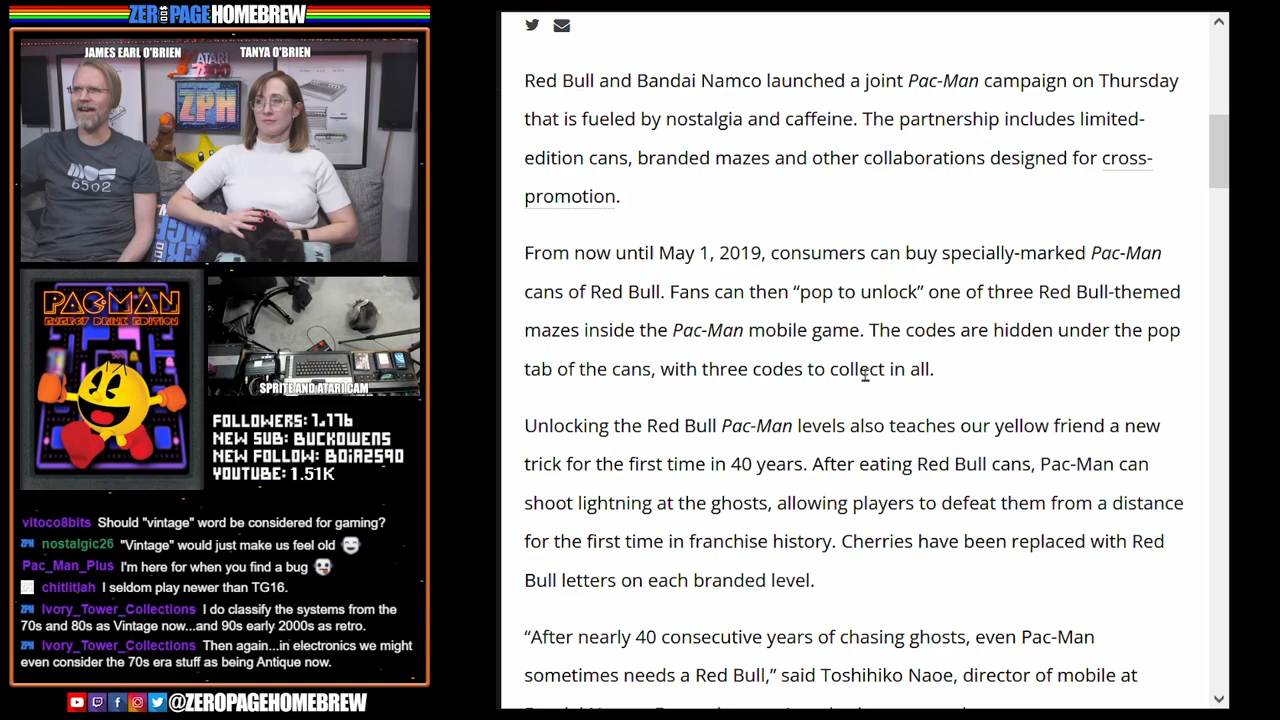 ZERO PAGE HOMEBREW
JAMES EARL O'BRIEN
TANYA O'BRIEN
ATARI
ZPH
6502
PAC-MAN
ENERGY DRINK EDITION
SPRITE AND ATARI CAM
FOLLOWERS: 1,176
NEW SUB: BUCKOWENS
NEW FOLLOW: BOIA2590
YOUTUBE: 1.51K
vitoco8bits Should "vintage" word be considered for gaming?
ZPH nostalgic26 "Vintage" would just make us feel old
Pac_Man_Plus I'm here for when you find a bug
chitlitlah I seldom play newer than TG16.
ZPH Ivory_Tower_Collections I do classify the systems from the
70s and 80s as Vintage now...and 90s early 2000s as retro.
ZPH Ivory_Tower_Collections Then again...in electronics we might
even consider the 70s era stuff as being Antique now.
@ZEROPAGEHOMEBREW
Red Bull and Bandai Namco launched a joint Pac-Man campaign on Thursday
that is fueled by nostalgia and caffeine. The partnership includes limited-
edition cans, branded mazes and other collaborations designed for cross-
promotion.
From now until May 1, 2019, consumers can buy specially-marked Pac-Man
cans of Red Bull. Fans can then “pop to unlock” one of three Red Bull-themed
mazes inside the Pac-Man mobile game. The codes are hidden under the pop
tab of the cans, with three codes to collect in all.
Unlocking the Red Bull Pac-Man levels also teaches our yellow friend a new
trick for the first time in 40 years. After eating Red Bull cans, Pac-Man can
shoot lightning at the ghosts, allowing players to defeat them from a distance
for the first time in franchise history. Cherries have been replaced with Red
Bull letters on each branded level.
“After nearly 40 consecutive years of chasing ghosts, even Pac-Man
sometimes needs a Red Bull,” said Toshihiko Naoe, director of mobile at